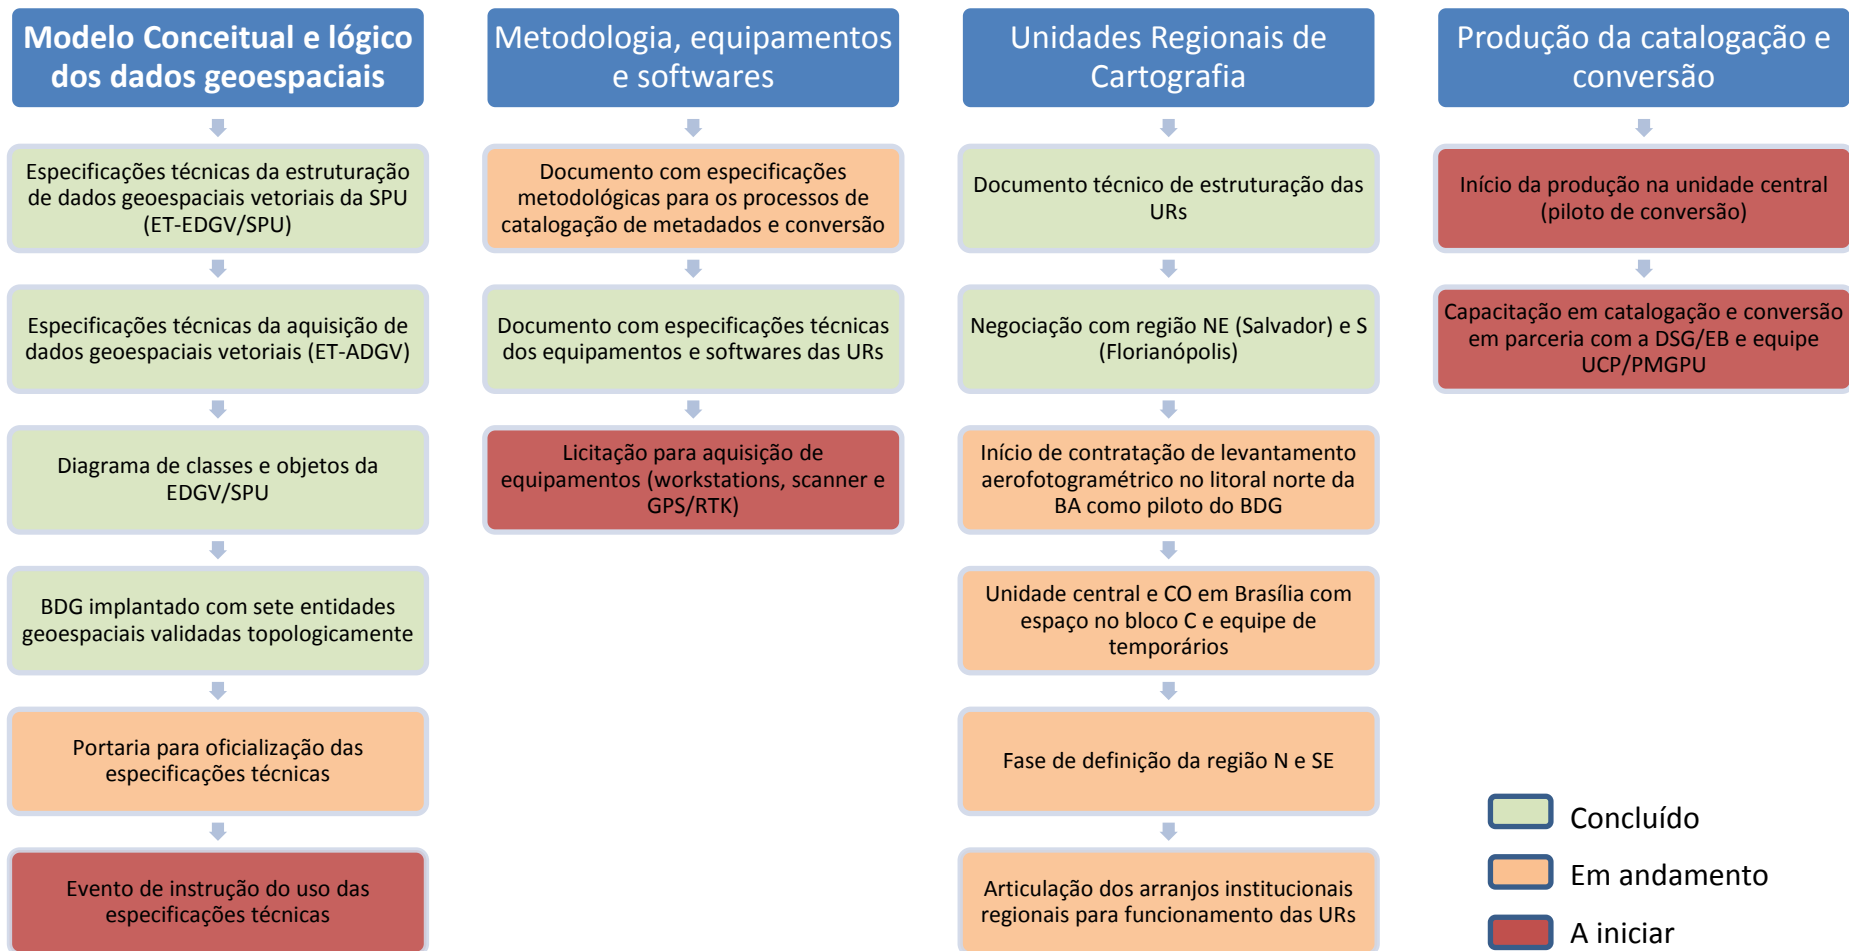 Modelo Conceitual e lógico
dos dados geoespaciais
Especificações técnicas da estruturação
de dados geoespaciais vetoriais da SPU
(ET-EDGV/SPU)
Especificações técnicas da aquisição de
dados geoespaciais vetoriais (ET-ADGV)
Diagrama de classes e objetos da
EDGV/SPU
BDG implantado com sete entidades
geoespaciais validadas topologicamente
Portaria para oficialização das
especificações técnicas
Evento de instrução do uso das
especificações técnicas
Metodologia, equipamentos
e softwares
Documento com especificações
metodológicas para os processos de
catalogação de metadados e conversão
Documento com especificações técnicas
dos equipamentos e softwares das URs
Licitação para aquisição de
equipamentos (workstations, scanner e
GPS/RTK)
Unidades Regionais de
Cartografia
Documento técnico de estruturação das
URs
Negociação com região NE (Salvador) e S
(Florianópolis)
Início de contratação de levantamento
aerofotogramétrico no litoral norte da
BA como piloto do BDG
Unidade central e CO em Brasília com
espaço no bloco C e equipe de
temporários
Fase de definição da região N e SE
Articulação dos arranjos institucionais
regionais para funcionamento das URs
Produção da catalogação e
conversão
Início da produção na unidade central
(piloto de conversão)
Capacitação em catalogação e conversão
em parceria com a DSG/EB e equipe
UCP/PMGPU
Concluído
Em andamento
A iniciar